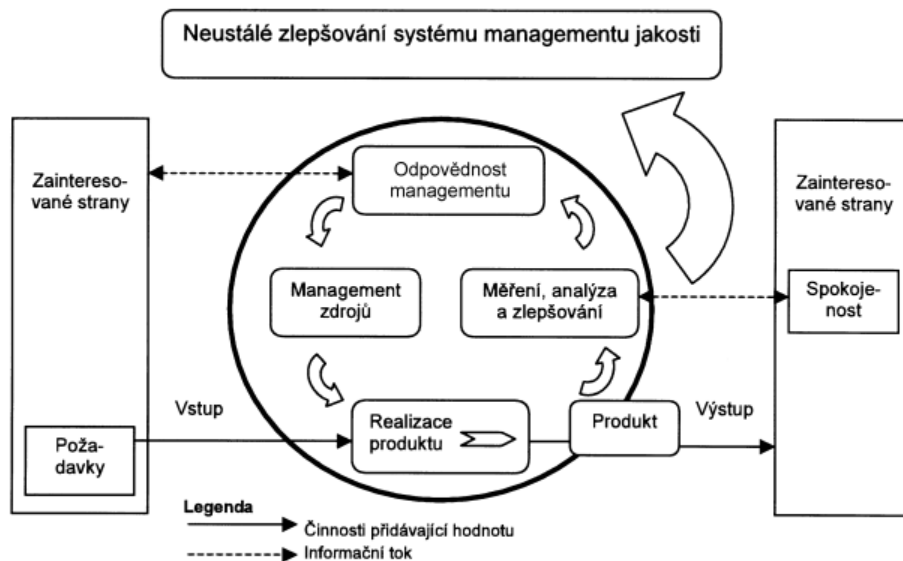 Neustálé zlepšování systému managementu jakosti
Zaintereso-
vané strany
Odpovědnost
managementu
Zaintereso-
vané strany
Management
zdrojů
Měření, analýza
a zlepšování
Spokoje-
nost
Vstup
Realizace
produktu
Produkt
Výstup
Poža-
davky
Legenda
Činnosti přidávající hodnotu
Informační tok